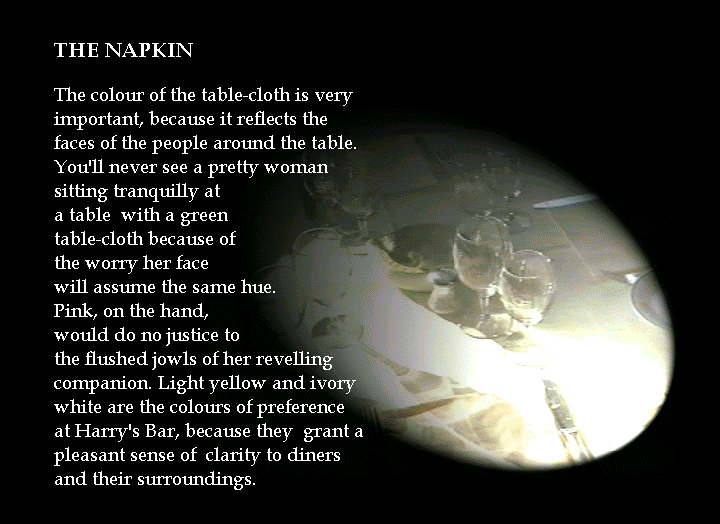 THE NAPKIN
The colour of the table-cloth is very
important, because it reflects the
faces of the people around the table.
You'll never see a pretty woman
sitting tranquilly at
a table with a green
table-cloth because of
the worry her face
will assume the same hue.
Pink, on the hand,
would do no justice to
the flushed jowls of her revelling
companion. Light yellow and ivory
white are the colours of preference
at Harry's Bar, because they grant a
pleasant sense of clarity to diners
and their surroundings.